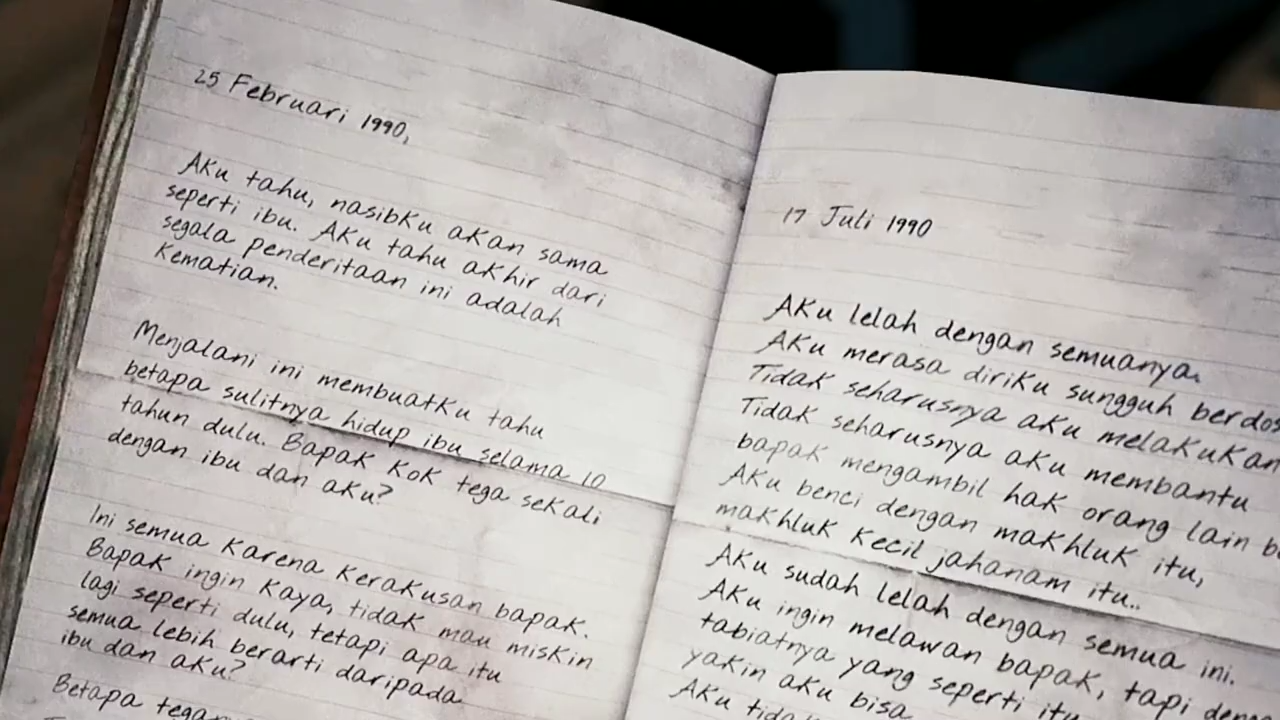 25 Februari 1990,
Aku tahu, nasibku akan sama
seperti ibu. Aku tahu akhir dari
segala penderitaan ini adalah
kematian.
Menjalani ini membuatku tahu
betapa sulitnya hidup ibu selama 10
tahun dulu. Bapak kok tega sekali
dengan ibu dan aku?
Ini semua karena kerakusan bapak.
Bapak ingin kaya, tidak mau miskin
lagi seperti dulu, tetapi apa itu
semua lebih berarti daripada
ibu dan aku?
Betapa
17 Juli 1990
Aku lelah dengan semuanya.
Aku merasa diriku sungguh
Tidak seharusnya aku melakukan
Tidak seharusnya aku membantu
bapak mengambil hak orang lain
Aku benci dengan makhluk itu,
makhluk kecil jahanam itu..
Aku sudah lelah dengan semua ini.
Aku ingin melawan bapak, tapi
tabiatnya yang seperti itu
yakin aku bisa
Aku